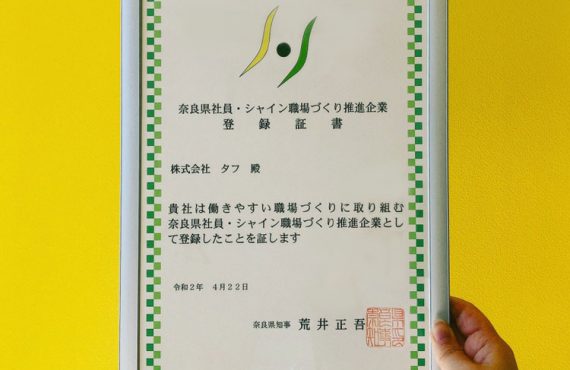 奈良県社員・シャイン職場づくり推進企業
登録証書
株式会社 タフ 殿
貴社は働きやすい職場づくりに取り組む
奈良県社員・シャイン職場づくり推進企業とし
て登録したことを証します
令和2年 4月22日
奈良県知事 荒井正吾